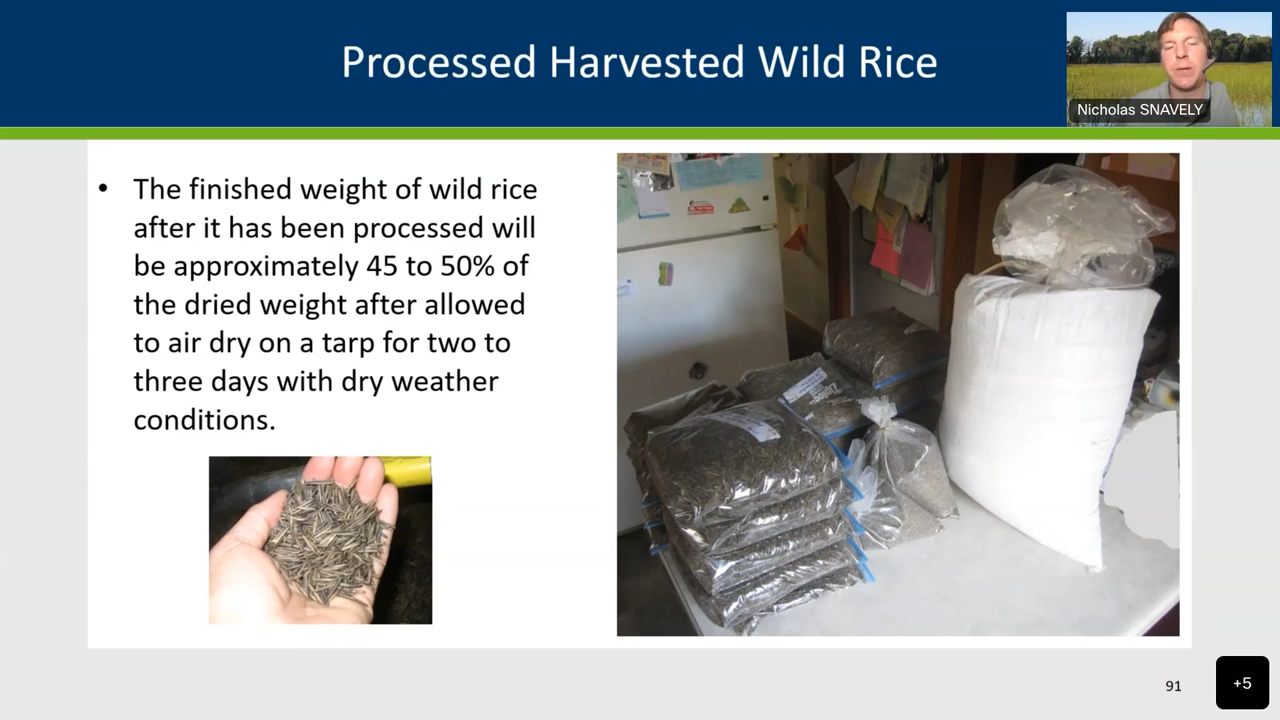 Processed Harvested Wild Rice
Nicholas SNAVELY
• The finished weight of wild rice
after it has been processed will
be approximately 45 to 50% of
the dried weight after allowed
to air dry on a tarp for two to
three days with dry weather
conditions.
91
+5